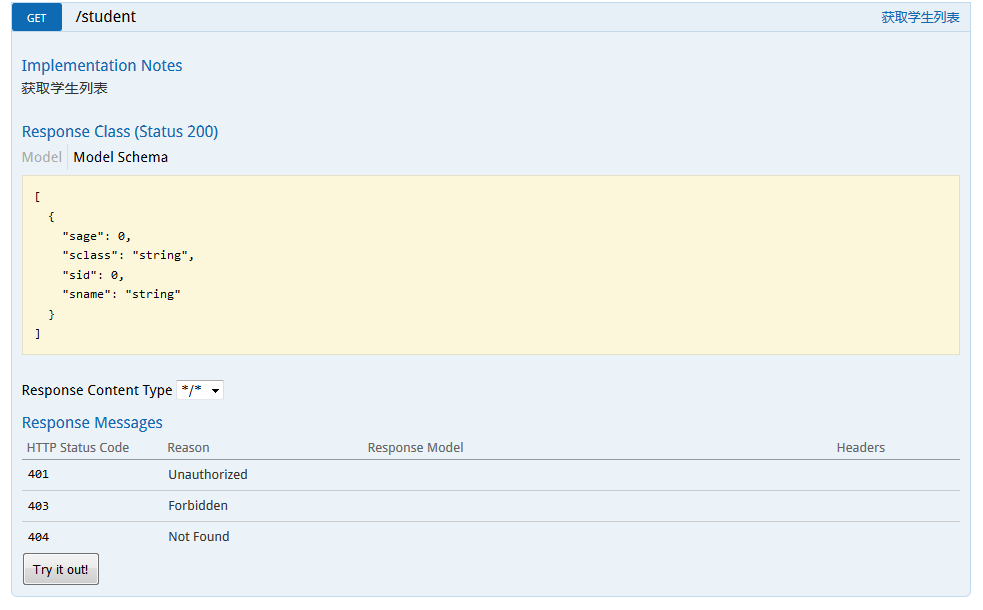 GET /student 获取学生列表
Implementation Notes
获取学生列表
Response Class (Status 200)
Model Model Schema
[
  {
    "sage": 0,
    "sclass": "string",
    "sid": 0,
    "sname": "string"
  }
]
Response Content Type */*
Response Messages
HTTP Status Code Reason Response Model Headers
401 Unauthorized
403 Forbidden
404 Not Found
Try it out!